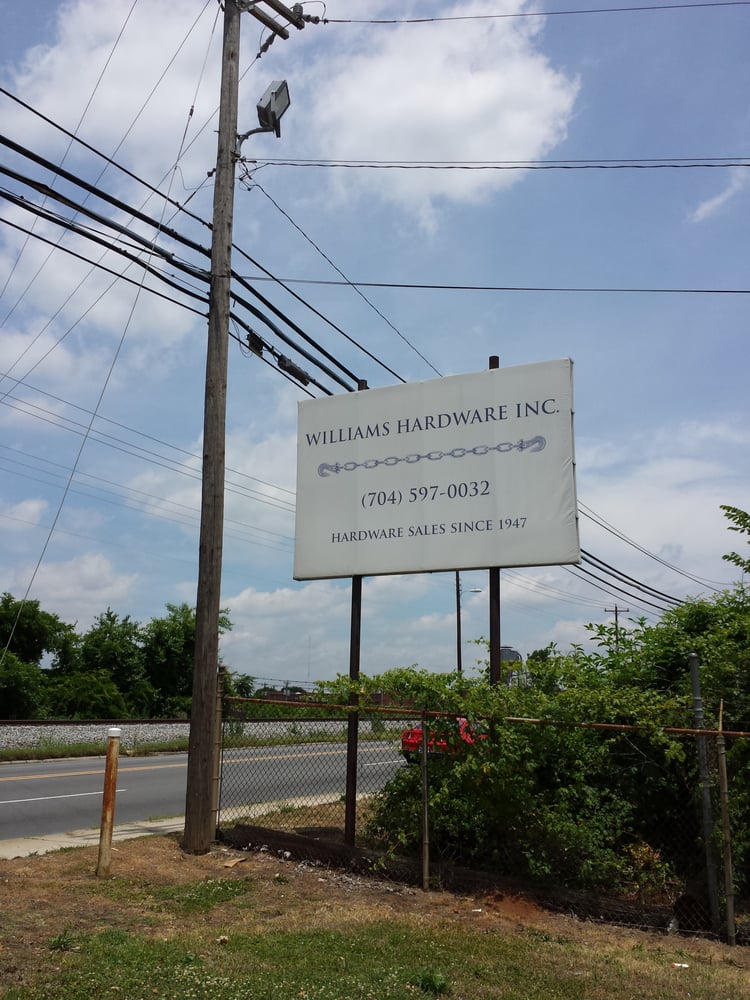 WILLIAMS HARDWARE INC.
(704) 597-0032
HARDWARE SALES SINCE 1947